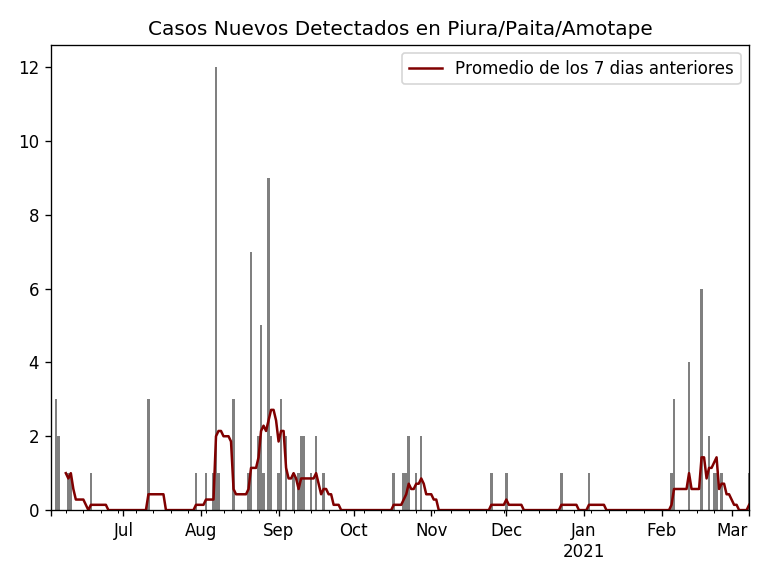 Casos Nuevos Detectados en Piura/Paita/Amotape
Promedio de los 7 dias anteriores
12
10
8
6
4
2
0
Jul Aug Sep Oct Nov Dec Jan Feb Mar
2021